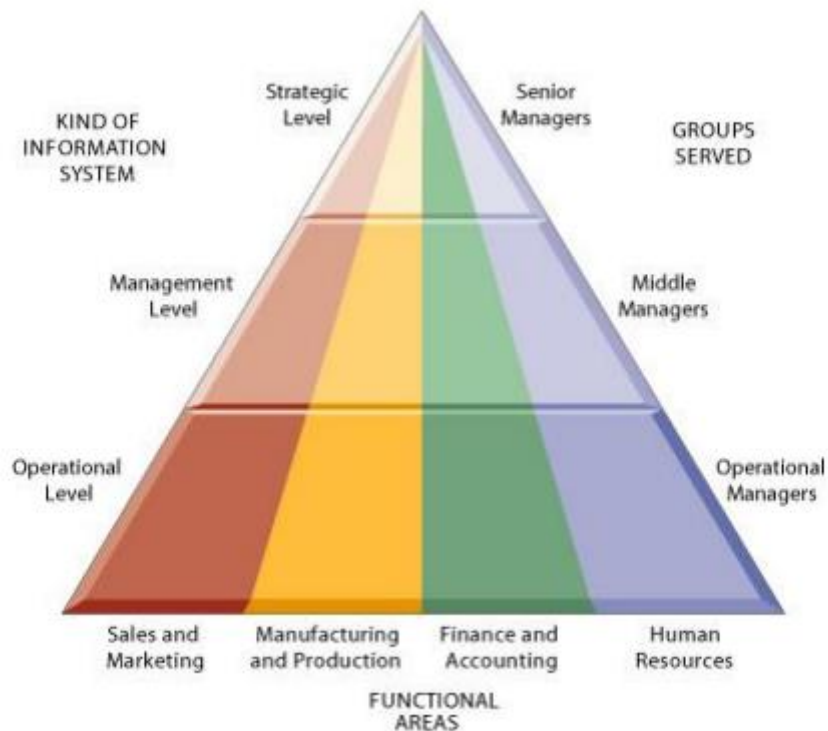 Strategic
Level
Senior
Managers
KIND OF
INFORMATION
SYSTEM
GROUPS
SERVED
Management
Level
Middle
Managers
Operational
Level
Operational
Managers
Sales and
Marketing
Manufacturing
and Production
Finance and
Accounting
Human
Resources
FUNCTIONAL
AREAS